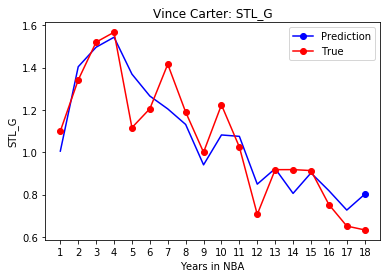 Vince Carter: STL_G
Prediction
True
1.6
1.4
1.2
1.0
0.8
0.6
STL_G
1 2 3 4 5 6 7 8 9 10 11 12 13 14 15 16 17 18
Years in NBA